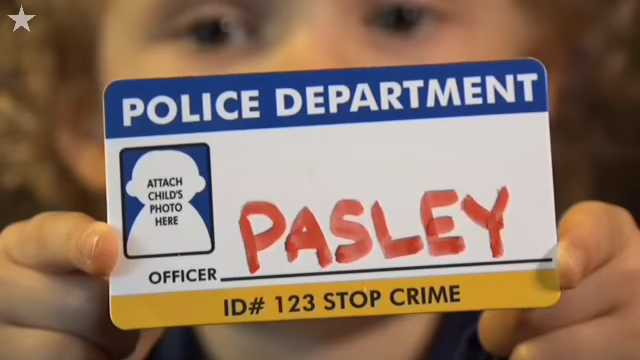 POLICE DEPARTMENT
ATTACH
CHILD'S
PHOTO
HERE
PASLEY
OFFICER
ID# 123 STOP CRIME